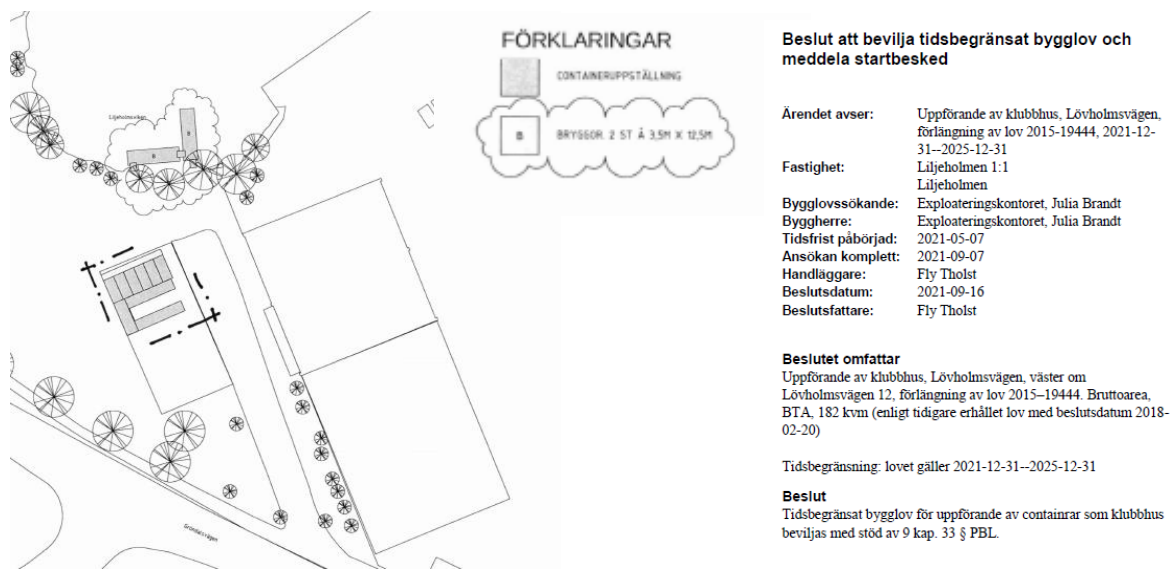 FÖRKLARINGAR
CONTAINERUPPSTÄLLNING
B
BRYGGOR 2 ST Á 3,5M X 12,5M
Liljeholmsviken
B
B
Gröndalsvägen
Beslut att bevilja tidsbegränsat bygglov och
meddela startbesked
Ärendet avser: Uppförande av klubbhus, Lövholmsvägen,
förlängning av lov 2015-19444, 2021-12-
31--2025-12-31
Fastighet: Liljeholmen 1:1
Liljeholmen
Bygglovssökande: Exploateringskontoret, Julia Brandt
Byggherre: Exploateringskontoret, Julia Brandt
Tidsfrist påbörjad: 2021-05-07
Ansökan komplett: 2021-09-07
Handläggare: Fly Tholst
Beslutsdatum: 2021-09-16
Beslutsfattare: Fly Tholst
Beslutet omfattar
Uppförande av klubbhus, Lövholmsvägen, väster om
Lövholmsvägen 12, förlängning av lov 2015–19444. Bruttoarea,
BTA, 182 kvm (enligt tidigare erhållet lov med beslutsdatum 2018-
02-20)
Tidsbegränsning: lovet gäller 2021-12-31--2025-12-31
Beslut
Tidsbegränsat bygglov för uppförande av containrar som klubbhus
beviljas med stöd av 9 kap. 33 § PBL.